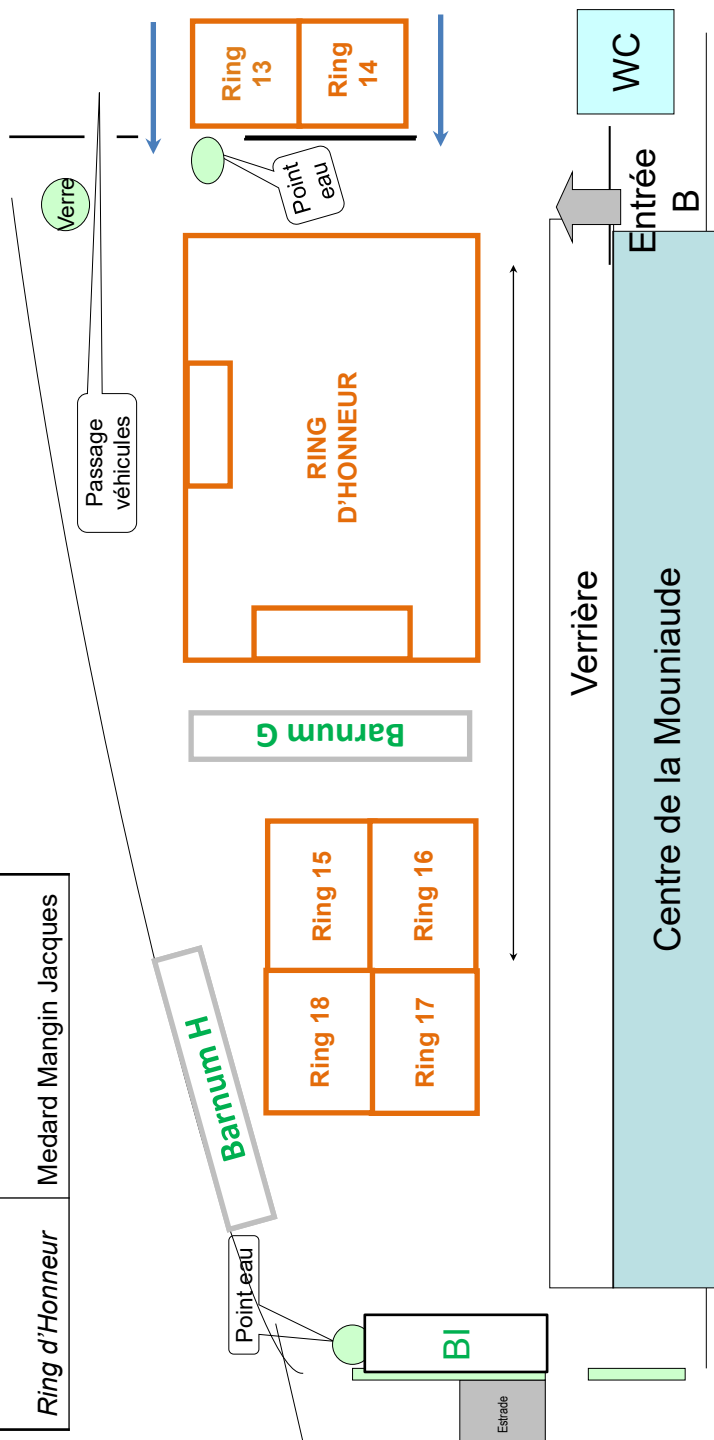 Ring d'Honneur
Medard Mangin Jacques
Verre
Passage
véhicules
Ring
13
Ring
14
Point
eau
WC
Entrée
B
RING
D'HONNEUR
Verrière
Centre de la Mouniaude
Barnum G
Barnum H
Ring 18
Ring 15
Ring 17
Ring 16
Point eau
BI
Estrade